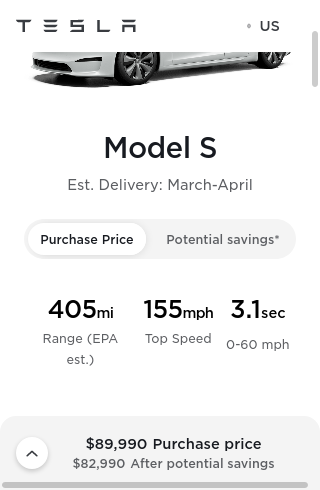 TESLA
US
Model S
Est. Delivery: March-April
Purchase Price
Potential savings*
405mi
155mph
3.1sec
Range (EPA
est.)
Top Speed
0-60 mph
$89,990 Purchase price
$82,990 After potential savings